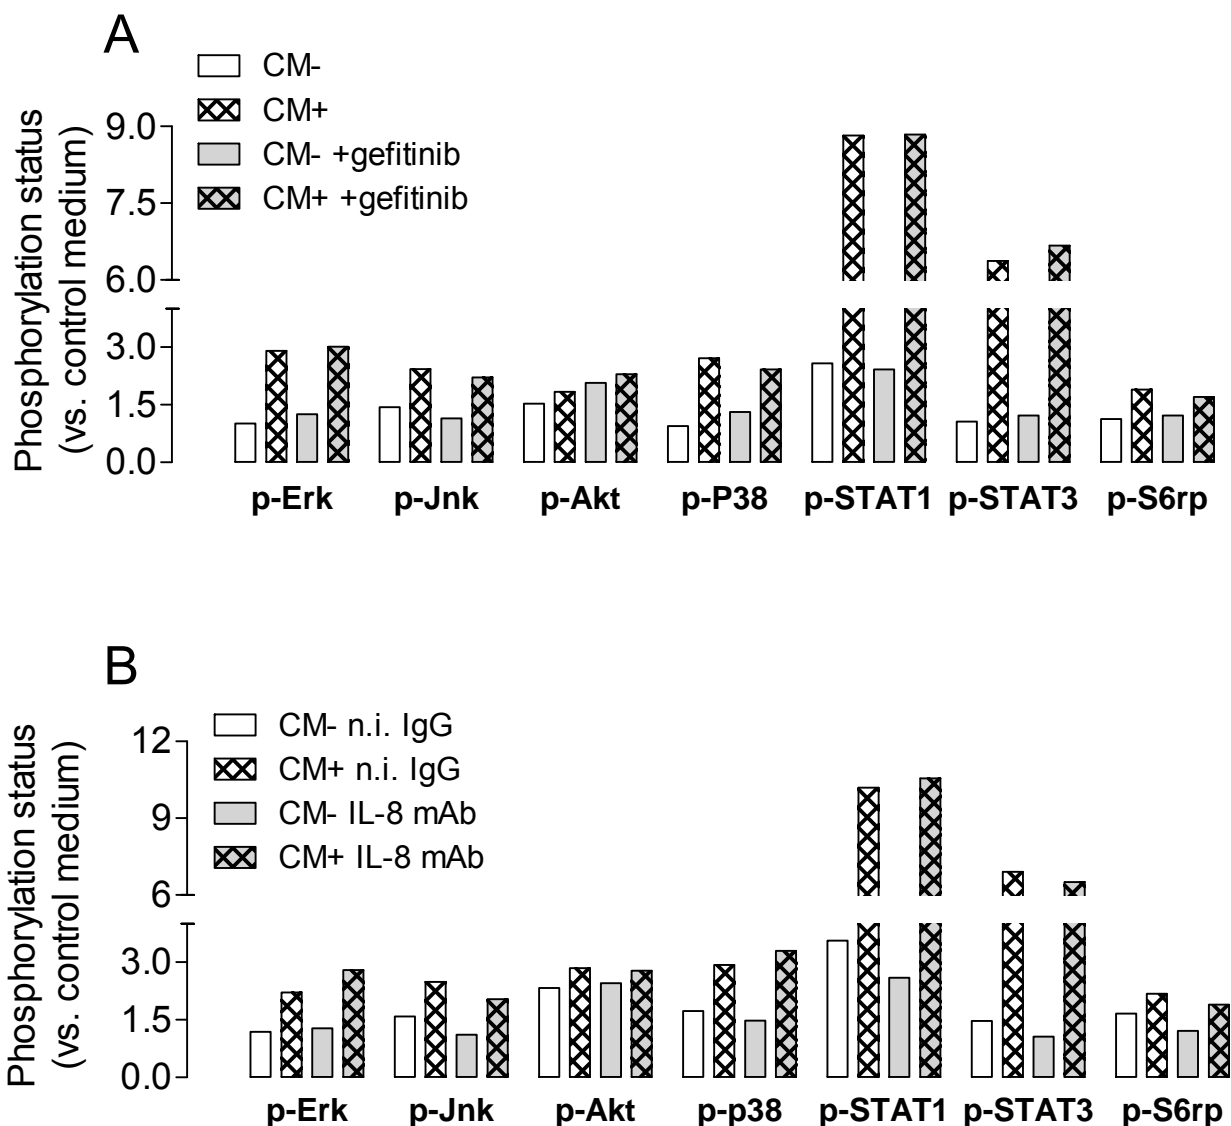 A
CM-
CM+
CM- +gefitinib
CM+ +gefitinib
Phosphorylation status
(vs. control medium)
9.0
7.5
6.0
3.0
1.5
0.0
p-Erk p-Jnk p-Akt p-P38 p-STAT1 p-STAT3 p-S6rp
B
CM- n.i. IgG
CM+ n.i. IgG
CM- IL-8 mAb
CM+ IL-8 mAb
Phosphorylation status
(vs. control medium)
12
9
6
3.0
1.5
0.0
p-Erk p-Jnk p-Akt p-p38 p-STAT1 p-STAT3 p-S6rp